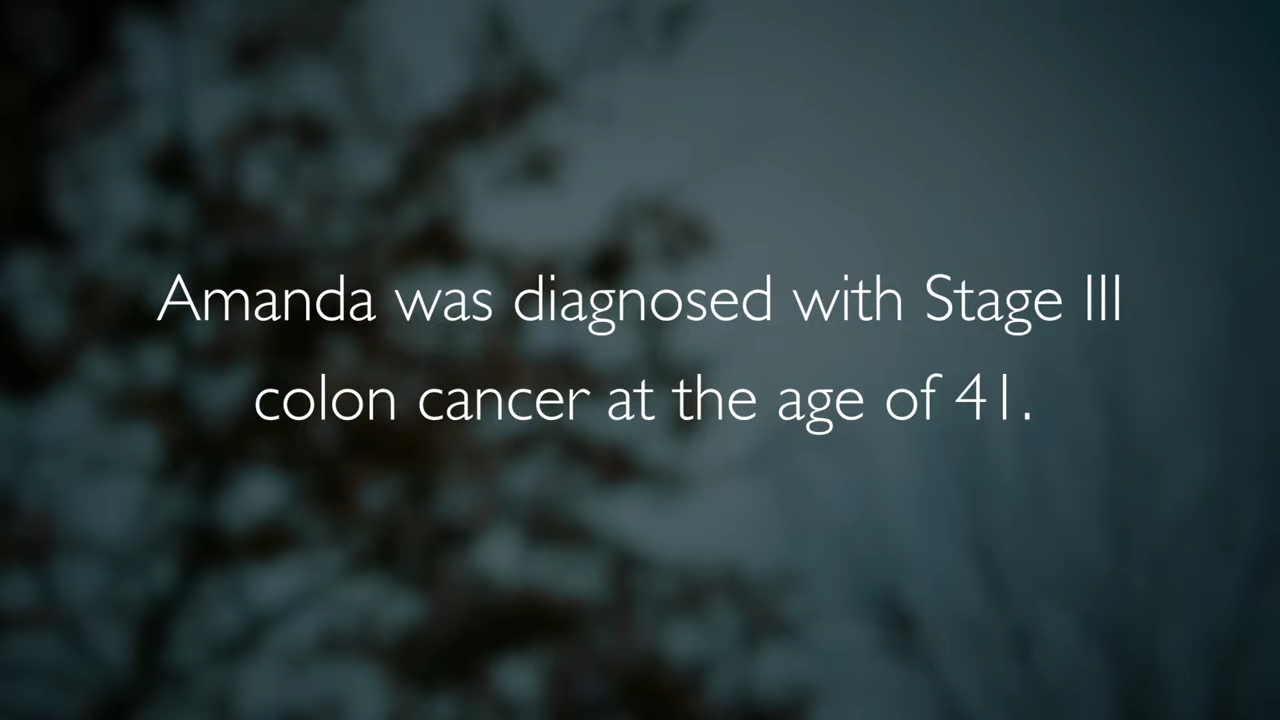 Amanda was diagnosed with Stage III
colon cancer at the age of 41.